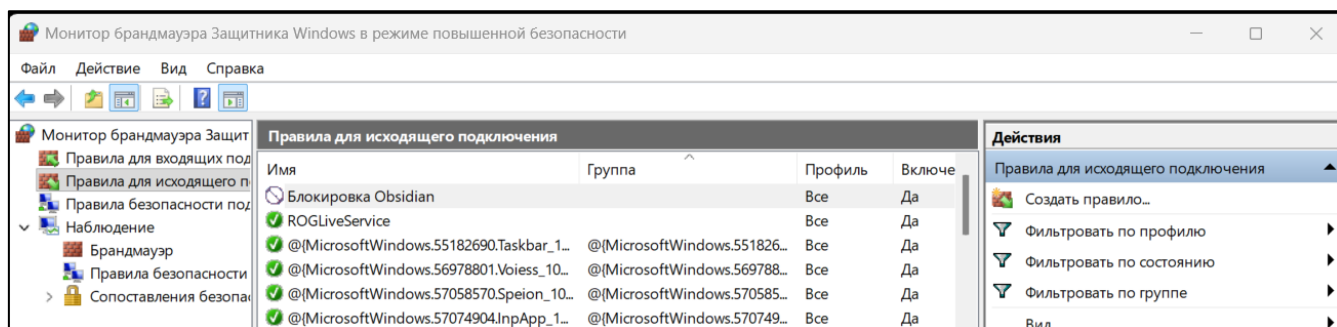 Монитор брандмауэра Защитника Windows в режиме повышенной безопасности
Файл Действие Вид Справка
Монитор брандмауэра Защит
Правила для входящих под
Правила для исходящего п
Правила безопасности под
Наблюдение
Брандмауэр
Правила безопасности
Сопоставления безопас
Правила для исходящего подключения
Имя Группа Профиль Включе
Блокировка Obsidian Все Да
ROGLiveService Все Да
@{MicrosoftWindows.55182690.Taskbar_1... @{MicrosoftWindows.551826... Все Да
@{MicrosoftWindows.56978801.Voiess_10... @{MicrosoftWindows.569788... Все Да
@{MicrosoftWindows.57058570.Speion_10... @{MicrosoftWindows.570585... Все Да
@{MicrosoftWindows.57074904.InpApp_1... @{MicrosoftWindows.570749... Все Да
Действия
Правила для исходящего подключения
Создать правило...
Фильтровать по профилю
Фильтровать по состоянию
Фильтровать по группе
Вид